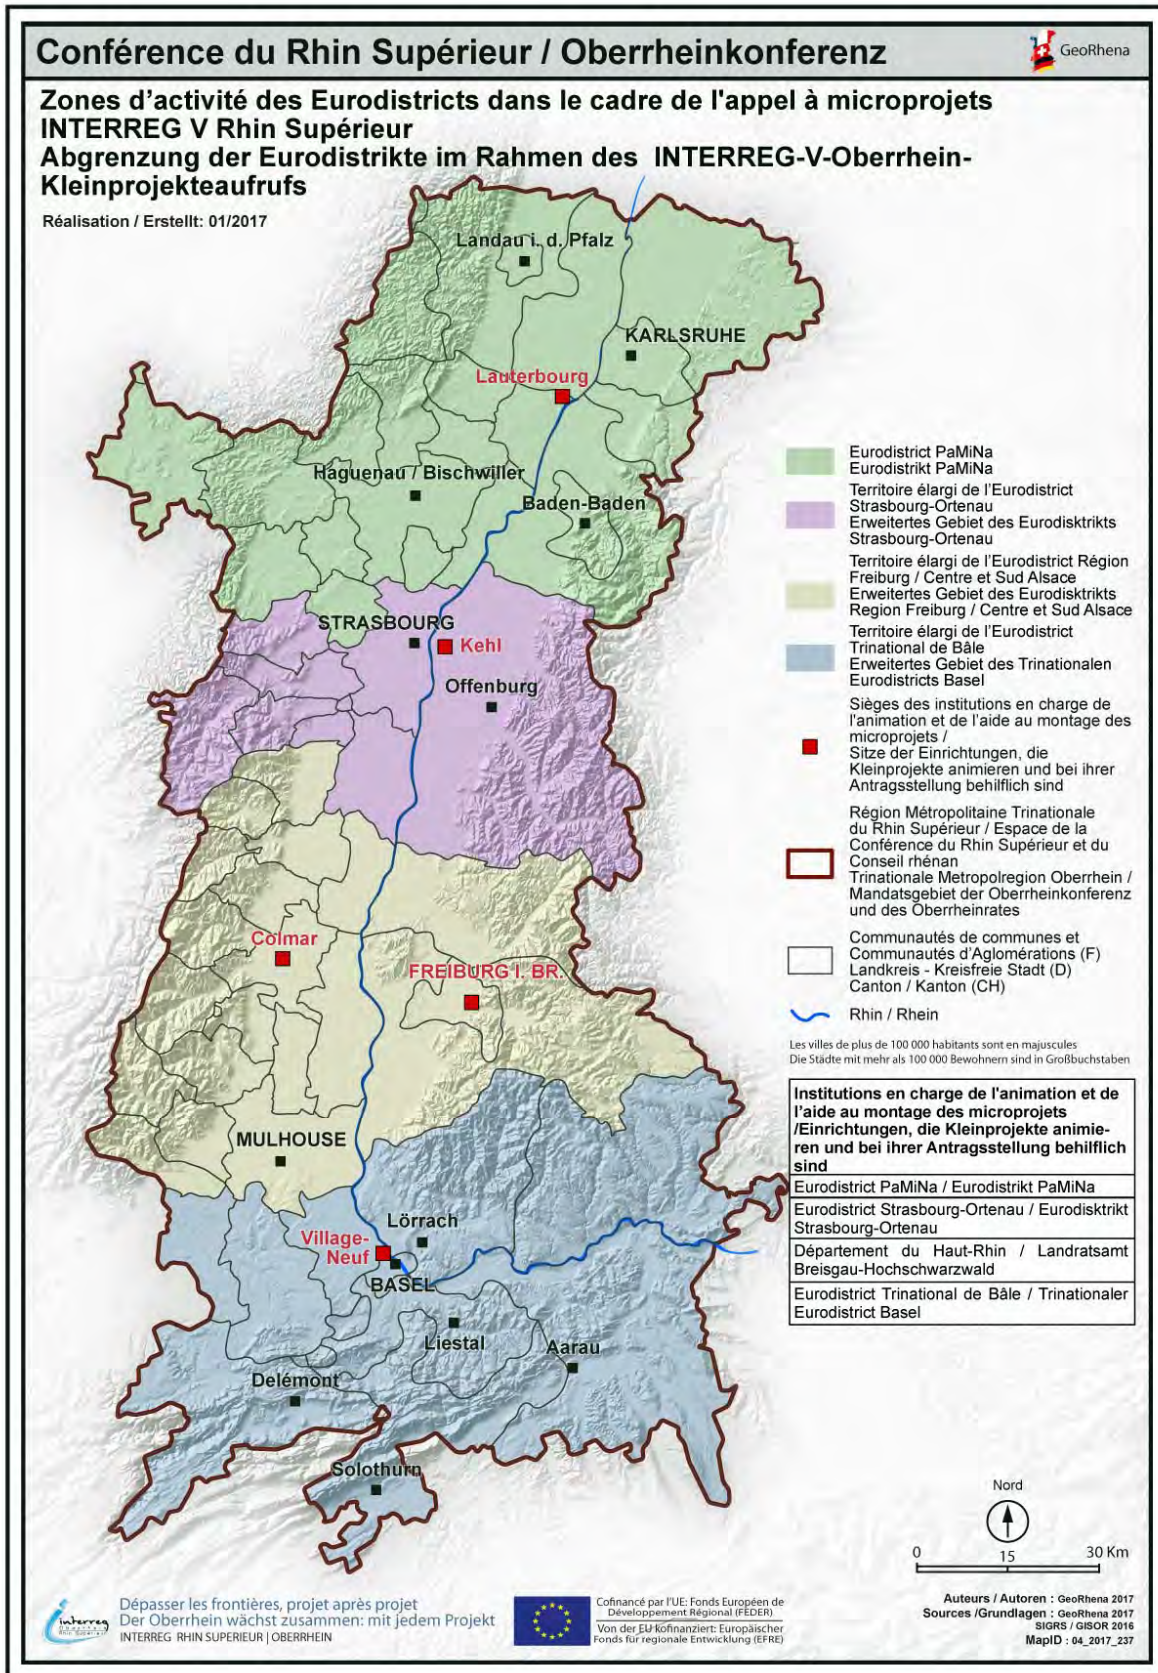 Conférence du Rhin Supérieur / Oberrheinkonferenz
GeoRhena
Zones d’activité des Eurodistricts dans le cadre de l'appel à microprojets
INTERREG V Rhin Supérieur
Abgrenzung der Eurodistrikte im Rahmen des INTERREG-V-Oberrhein-
Kleinprojekteaufrufs
Réalisation / Erstellt: 01/2017
Landau i. d. Pfalz
KARLSRUHE
Lauterbourg
Haguenau / Bischwiller
Baden-Baden
STRASBOURG
Kehl
Offenburg
Colmar
FREIBURG I. BR.
MULHOUSE
Lörrach
Village-
Neuf
BASEL
Liestal
Aarau
Delémont
Solothurn
Eurodistrict PaMiNa
Eurodistrikt PaMiNa
Territoire élargi de l’Eurodistrict
Strasbourg-Ortenau
Erweitertes Gebiet des Eurodisktrikts
Strasbourg-Ortenau
Territoire élargi de l’Eurodistrict Région
Freiburg / Centre et Sud Alsace
Erweitertes Gebiet des Eurodisktrikts
Region Freiburg / Centre et Sud Alsace
Territoire élargi de l’Eurodistrict
Trinational de Bâle
Erweitertes Gebiet des Trinationalen
Eurodistricts Basel
Sièges des institutions en charge de
l'animation et de l'aide au montage des
microprojets /
Sitze der Einrichtungen, die
Kleinprojekte animieren und bei ihrer
Antragsstellung behilflich sind
Région Métropolitaine Trinationale
du Rhin Supérieur / Espace de la
Conférence du Rhin Supérieur et du
Conseil rhénan
Trinationale Metropolregion Oberrhein /
Mandatsgebiet der Oberrheinkonferenz
und des Oberrheinrates
Communautés de communes et
Communautés d’Aglomérations (F)
Landkreis - Kreisfreie Stadt (D)
Canton / Kanton (CH)
Rhin / Rhein
Les villes de plus de 100 000 habitants sont en majuscules
Die Städte mit mehr als 100 000 Bewohnern sind in Großbuchstaben
Institutions en charge de l'animation et de
l’aide au montage des microprojets
/Einrichtungen, die Kleinprojekte animie-
ren und bei ihrer Antragsstellung behilflich
sind
Eurodistrict PaMiNa / Eurodistrikt PaMiNa
Eurodistrict Strasbourg-Ortenau / Eurodisktrikt
Strasbourg-Ortenau
Département du Haut-Rhin / Landratsamt
Breisgau-Hochschwarzwald
Eurodistrict Trinational de Bâle / Trinationaler
Eurodistrict Basel
Nord
0 15 30 Km
interreg
Oberrhein
Rhin Supérieur
Dépasser les frontières, projet après projet
Der Oberrhein wächst zusammen: mit jedem Projekt
INTERREG RHIN SUPERIEUR | OBERRHEIN
Cofinancé par l'UE: Fonds Européen de
Développement Régional (FEDER)
Von der EU kofinanziert: Europäischer
Fonds für regionale Entwicklung (EFRE)
Auteurs / Autoren : GeoRhena 2017
Sources /Grundlagen : GeoRhena 2017
SIGRS / GISOR 2016
MapID : 04_2017_237